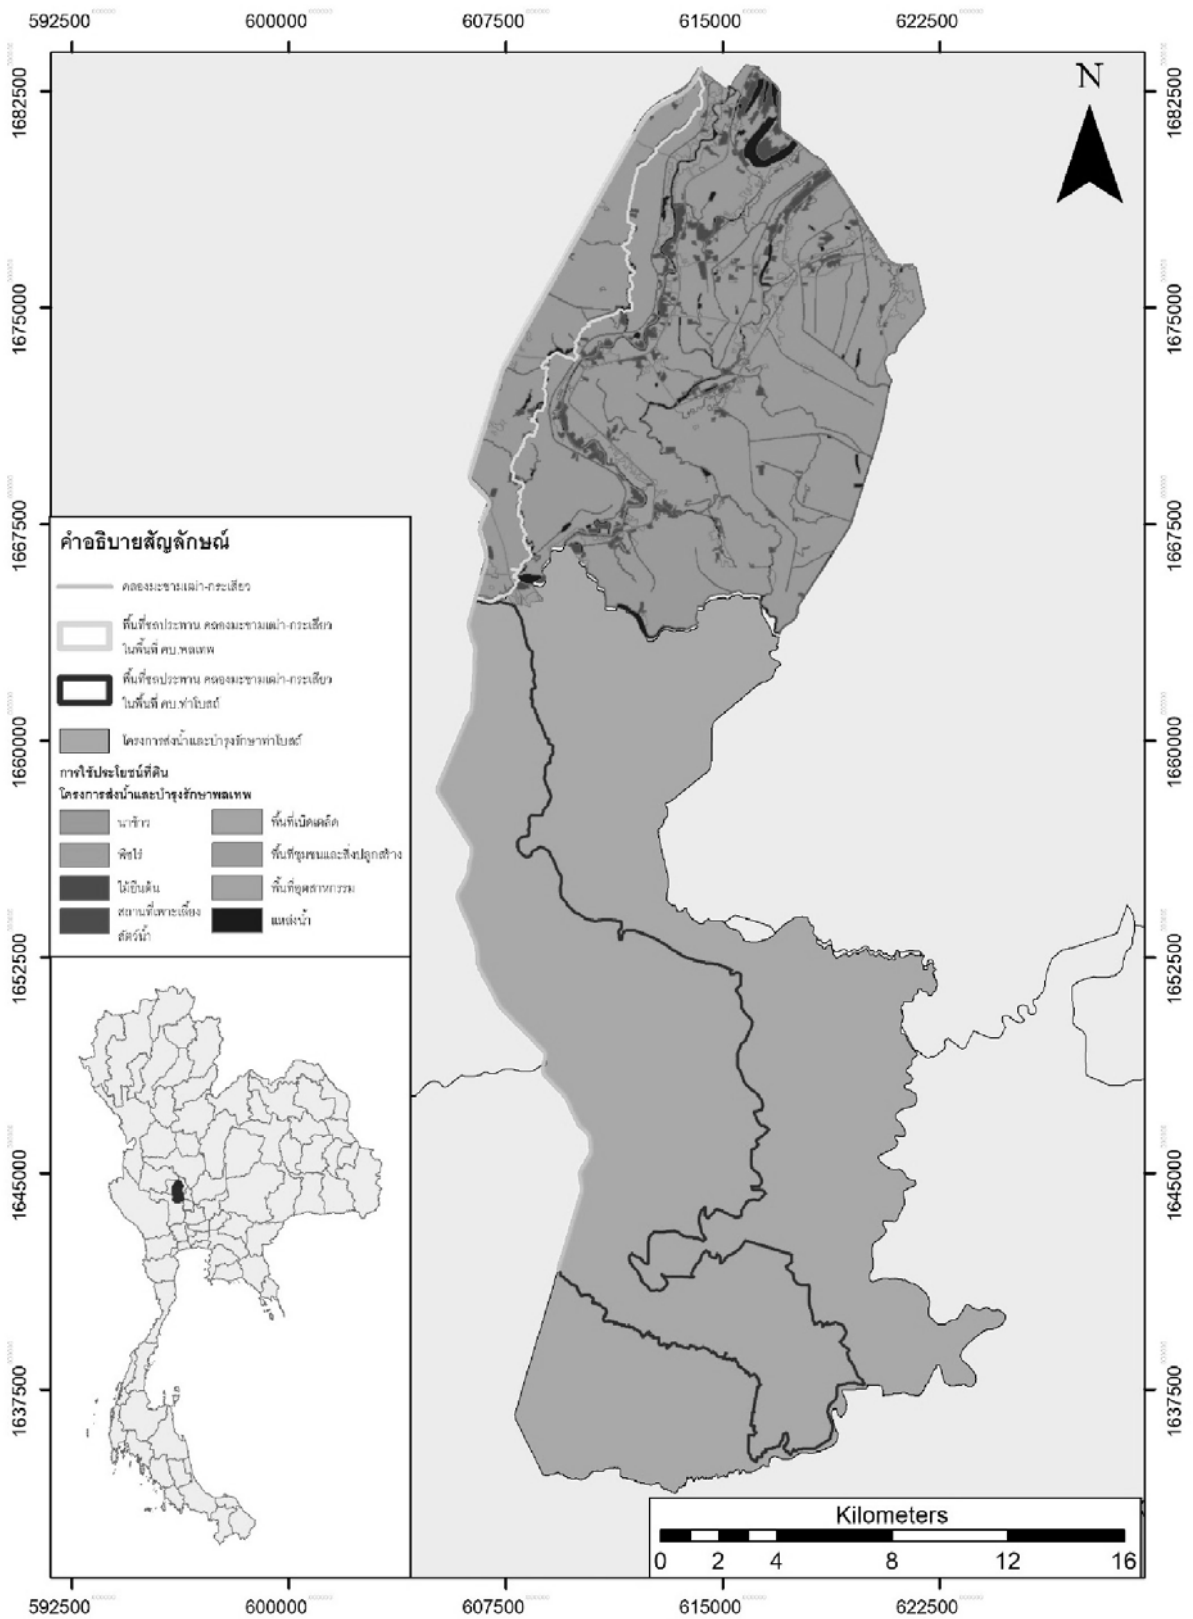 592500 600000 607500 615000 622500
1682500 1682500
N
1675000 1675000
1667500 1667500
คำอธิบายสัญลักษณ์
คลองมะขามเฒ่า-กระเสียว
พื้นที่ชลประทาน คลองมะขามเฒ่า-กระเสียว
ในพื้นที่ คบ.พลเทพ
พื้นที่ชลประทาน คลองมะขามเฒ่า-กระเสียว
ในพื้นที่ คบ.ท่าโบสถ์
1660000 1660000
โครงการส่งน้ำและบำรุงรักษาท่าโบสถ์
การใช้ประโยชน์ที่ดิน
โครงการส่งน้ำและบำรุงรักษาพลเทพ
นาข้าว พื้นที่เบ็ดเตล็ด
พืชไร่ พื้นที่ชุมชนและสิ่งปลูกสร้าง
ไม้ยืนต้น พื้นที่อุตสาหกรรม
สถานที่เพาะเลี้ยง แหล่งน้ำ
สัตว์น้ำ
1652500 1652500
1645000 1645000
1637500 1637500
Kilometers
0 2 4 8 12 16
592500 600000 607500 615000 622500